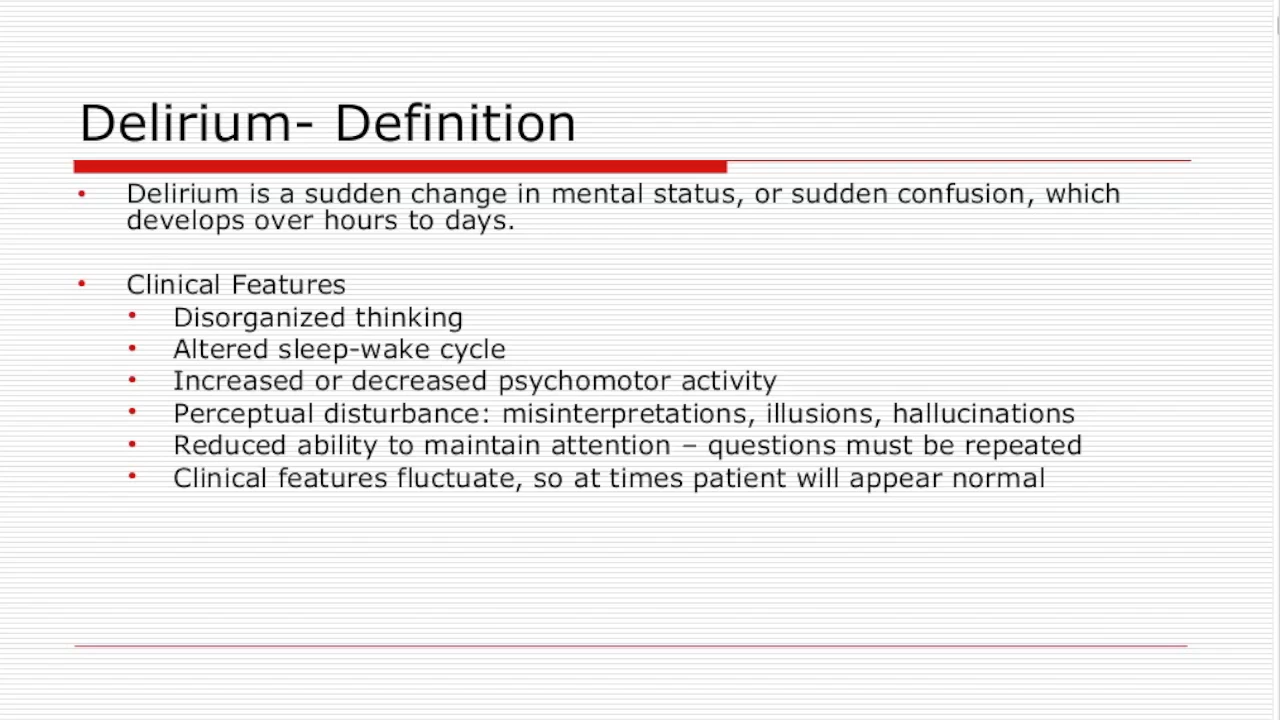 Delirium- Definition
• Delirium is a sudden change in mental status, or sudden confusion, which
develops over hours to days.
• Clinical Features
• Disorganized thinking
• Altered sleep-wake cycle
• Increased or decreased psychomotor activity
• Perceptual disturbance: misinterpretations, illusions, hallucinations
• Reduced ability to maintain attention – questions must be repeated
• Clinical features fluctuate, so at times patient will appear normal